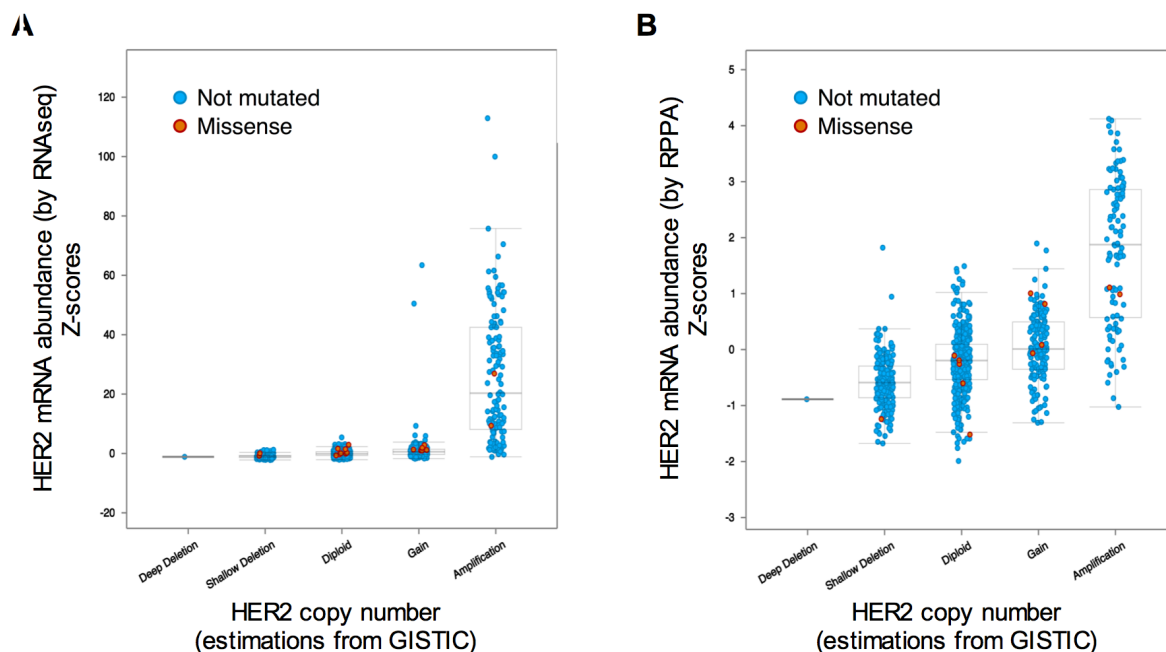 A
HER2 mRNA abundance (by RNAseq)
Z-scores
120
100
80
60
40
20
0
-20
Not mutated
Missense
Deep Deletion
Shallow Deletion
Diploid
Gain
Amplification
HER2 copy number
(estimations from GISTIC)
B
HER2 mRNA abundance (by RPPA)
Z-scores
5
4
3
2
1
0
-1
-2
-3
Not mutated
Missense
Deep Deletion
Shallow Deletion
Diploid
Gain
Amplification
HER2 copy number
(estimations from GISTIC)